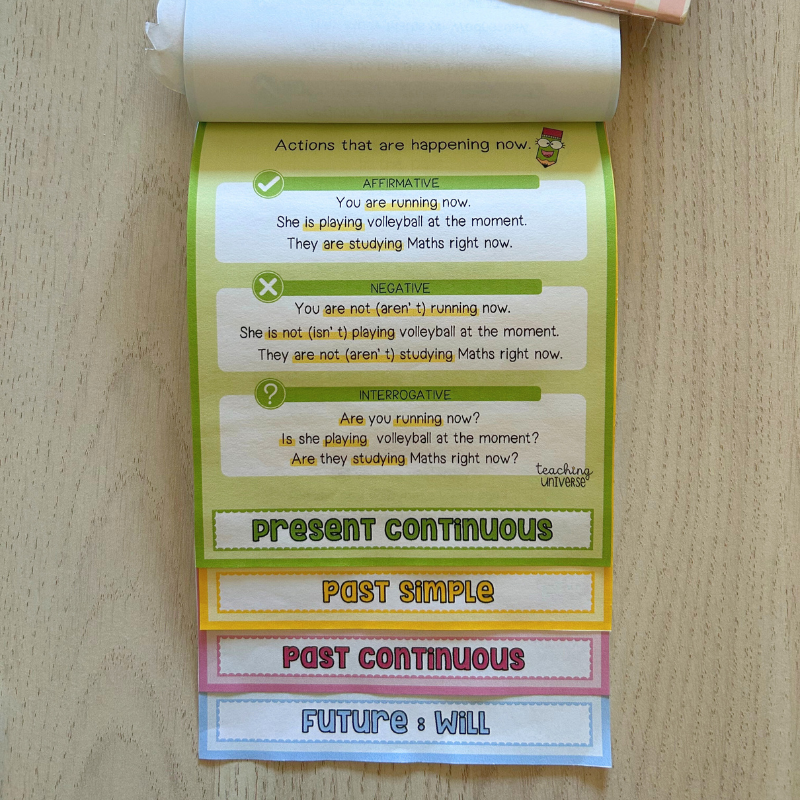 Actions that are happening now.
AFFIRMATIVE
You are running now.
She is playing volleyball at the moment.
They are studying Maths right now.
NEGATIVE
You are not (aren' t) running now.
She is not (isn' t) playing volleyball at the moment.
They are not (aren' t) studying Maths right now.
?
INTERROGATIVE
Are you running now?
Is she playing volleyball at the moment?
Are they studying Maths right now?
teaching
UNIVERSE
PRESENT CONTINUOUS
PAST SIMPLE
PAST CONTINUOUS
FUTURE : WILL